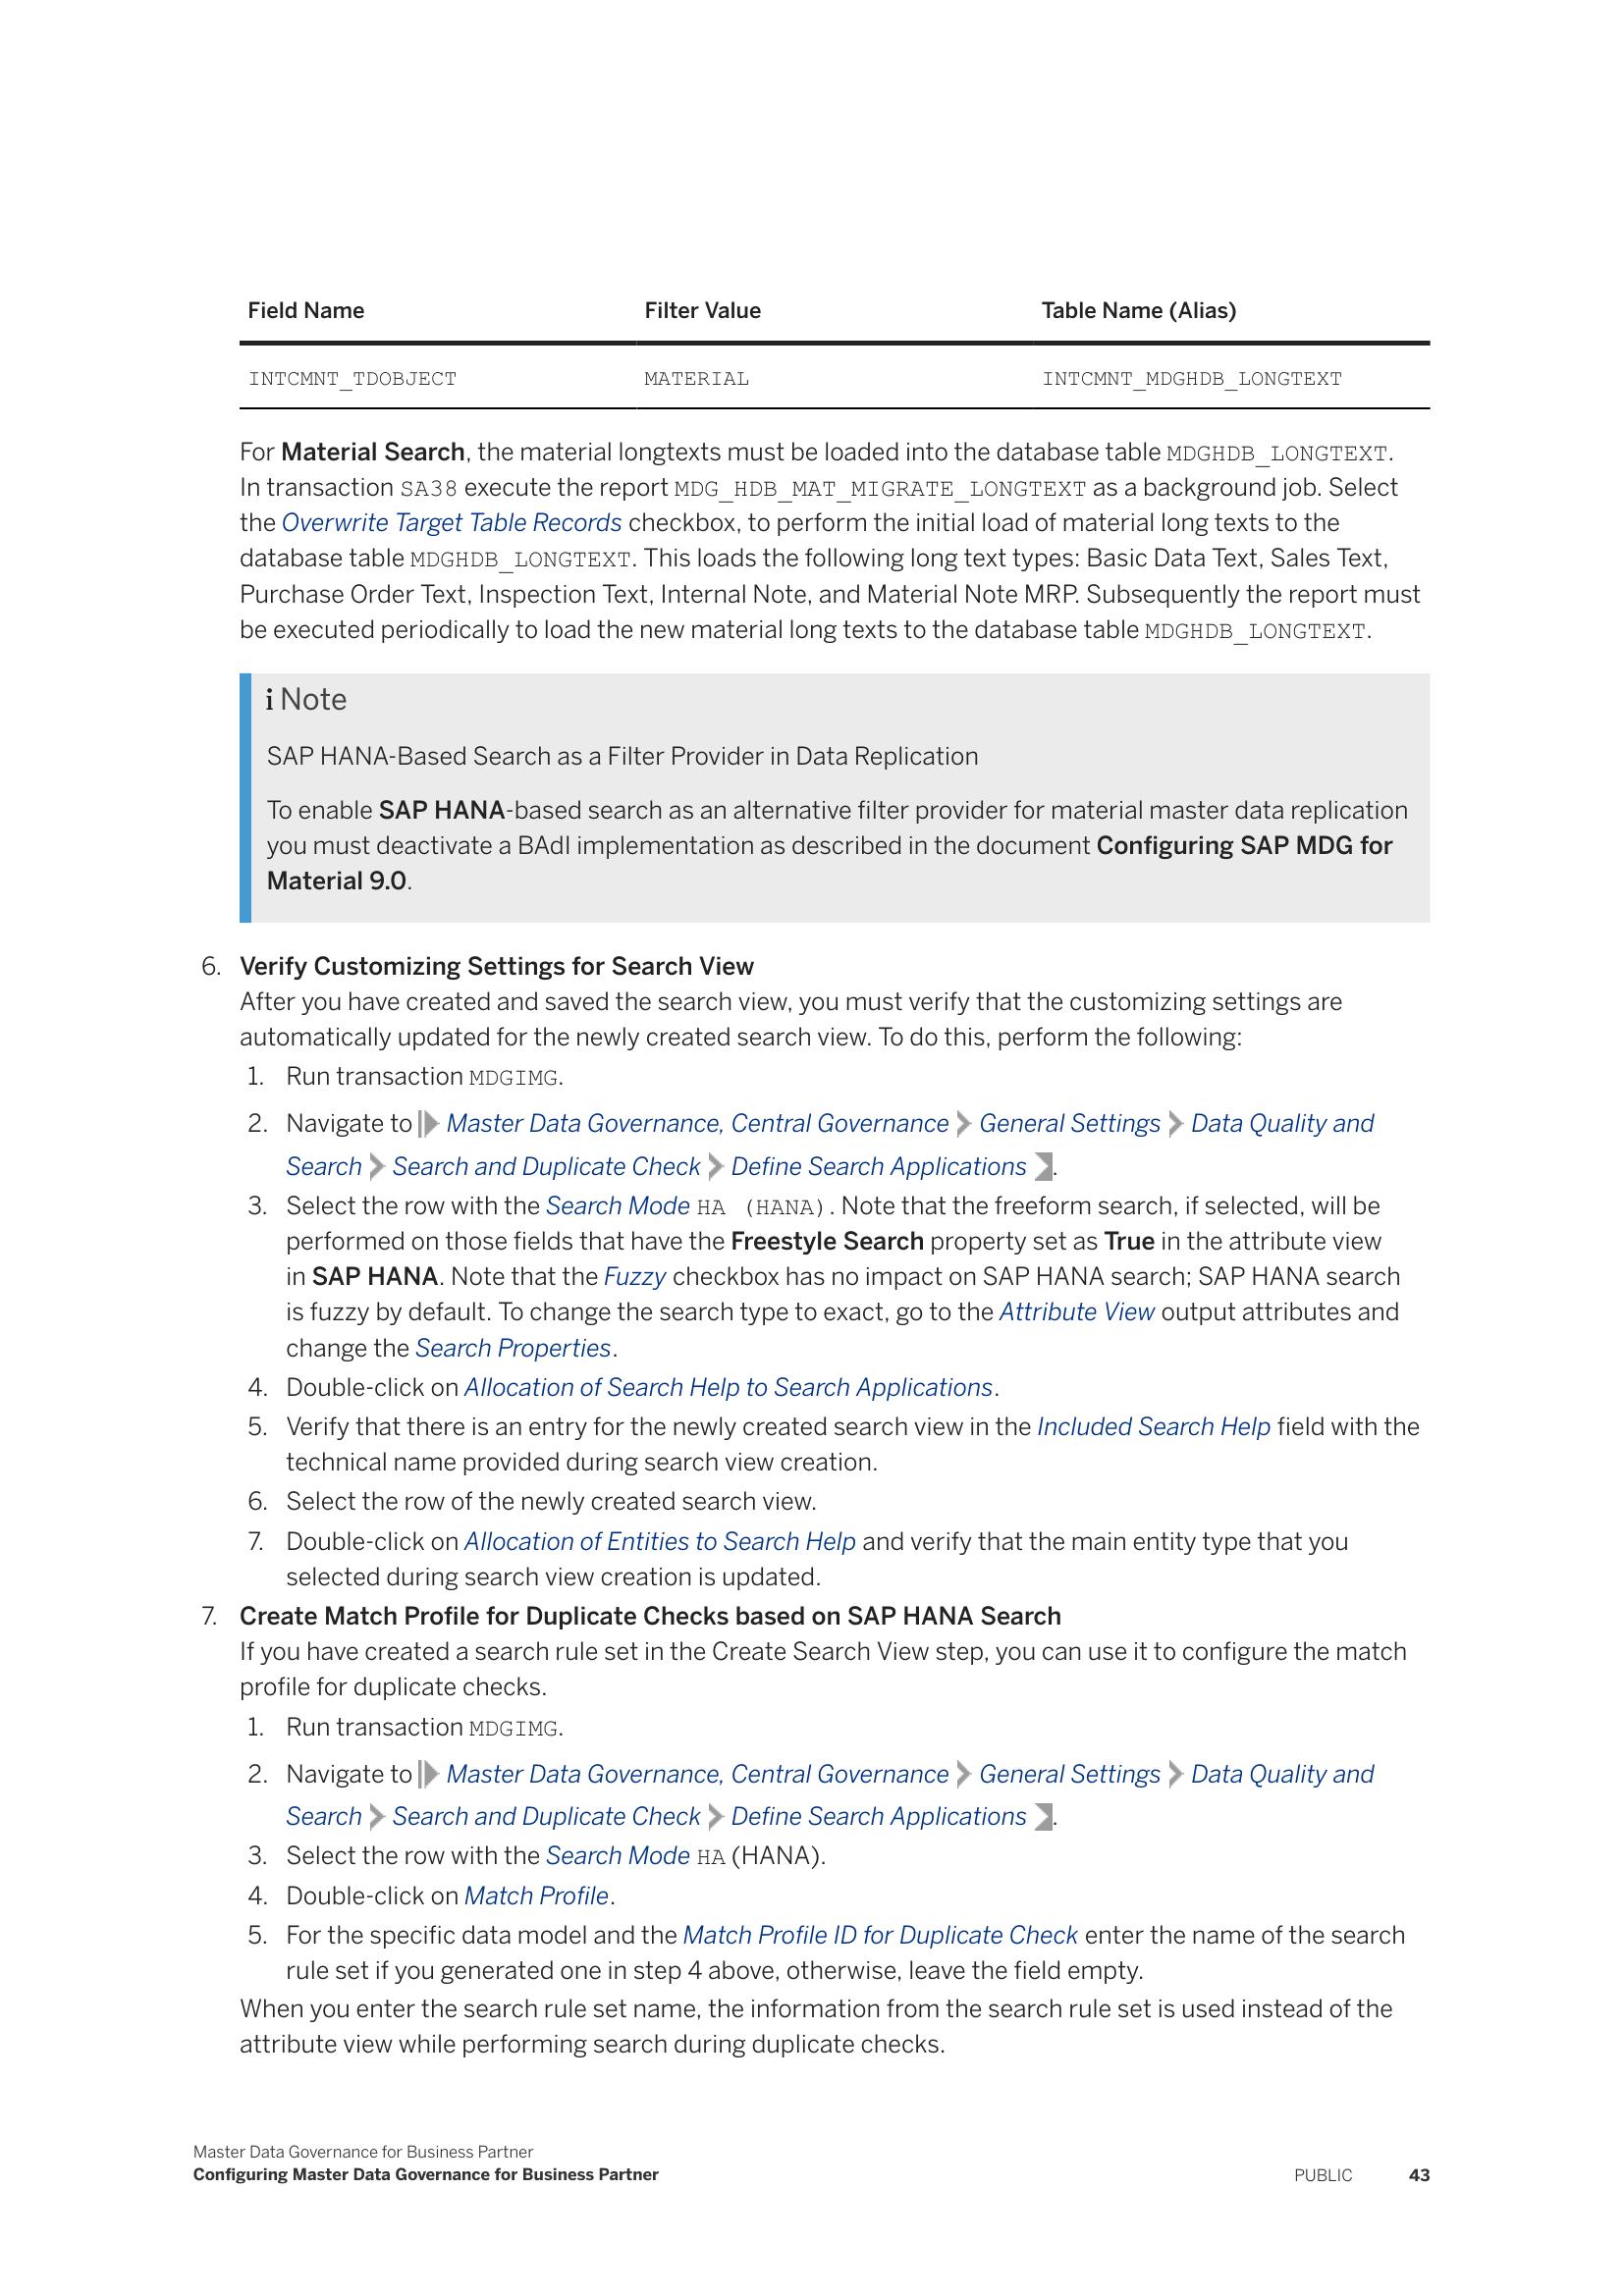 Field Name Filter Value Table Name (Alias)
INTCMNT_TDOBJECT MATERIAL INTCMNT_MDGHDB_LONGTEXT
For Material Search, the material longtexts must be loaded into the database table MDGHDB_LONGTEXT.
In transaction SA38 execute the report MDG_HDB_MAT_MIGRATE_LONGTEXT as a background job. Select
the Overwrite Target Table Records checkbox, to perform the initial load of material long texts to the
database table MDGHDB_LONGTEXT. This loads the following long text types: Basic Data Text, Sales Text,
Purchase Order Text, Inspection Text, Internal Note, and Material Note MRP. Subsequently the report must
be executed periodically to load the new material long texts to the database table MDGHDB_LONGTEXT.
i Note
SAP HANA-Based Search as a Filter Provider in Data Replication
To enable SAP HANA-based search as an alternative filter provider for material master data replication
you must deactivate a BAdI implementation as described in the document Configuring SAP MDG for
Material 9.0.
6. Verify Customizing Settings for Search View
After you have created and saved the search view, you must verify that the customizing settings are
automatically updated for the newly created search view. To do this, perform the following:
1. Run transaction MDGIMG.
2. Navigate to Master Data Governance, Central Governance General Settings Data Quality and
Search Search and Duplicate Check Define Search Applications .
3. Select the row with the Search Mode HA (HANA). Note that the freeform search, if selected, will be
performed on those fields that have the Freestyle Search property set as True in the attribute view
in SAP HANA. Note that the Fuzzy checkbox has no impact on SAP HANA search; SAP HANA search
is fuzzy by default. To change the search type to exact, go to the Attribute View output attributes and
change the Search Properties.
4. Double-click on Allocation of Search Help to Search Applications.
5. Verify that there is an entry for the newly created search view in the Included Search Help field with the
technical name provided during search view creation.
6. Select the row of the newly created search view.
7. Double-click on Allocation of Entities to Search Help and verify that the main entity type that you
selected during search view creation is updated.
7. Create Match Profile for Duplicate Checks based on SAP HANA Search
If you have created a search rule set in the Create Search View step, you can use it to configure the match
profile for duplicate checks.
1. Run transaction MDGIMG.
2. Navigate to Master Data Governance, Central Governance General Settings Data Quality and
Search Search and Duplicate Check Define Search Applications .
3. Select the row with the Search Mode HA (HANA).
4. Double-click on Match Profile.
5. For the specific data model and the Match Profile ID for Duplicate Check enter the name of the search
rule set if you generated one in step 4 above, otherwise, leave the field empty.
When you enter the search rule set name, the information from the search rule set is used instead of the
attribute view while performing search during duplicate checks.
Master Data Governance for Business Partner
Configuring Master Data Governance for Business Partner PUBLIC 43